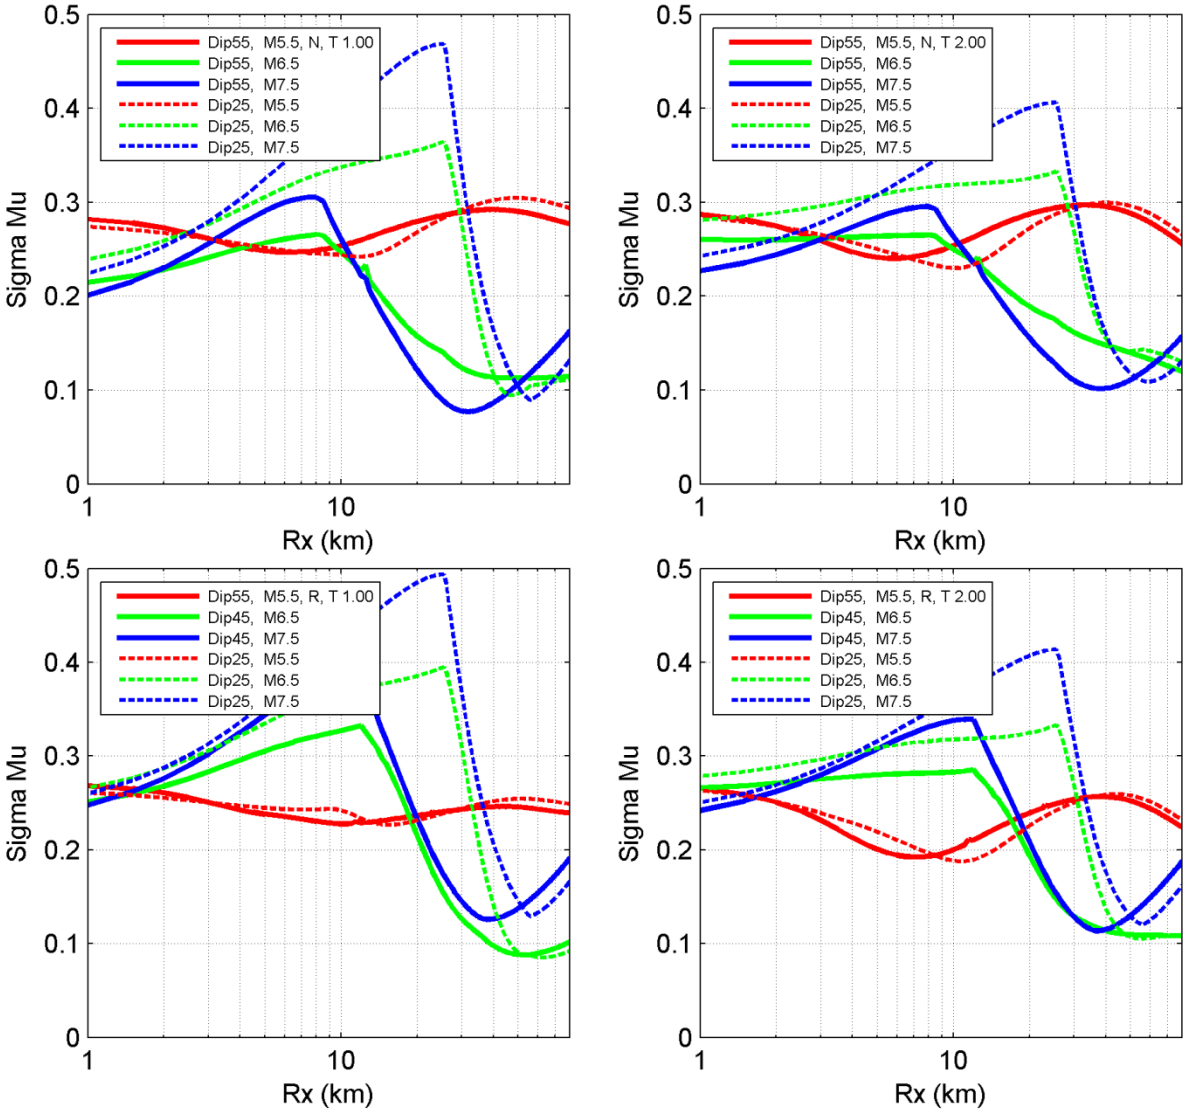 0.5
0.4
0.3
0.2
0.1
0
Sigma Mu
Dip55, M5.5, N, T 1.00
Dip55, M6.5
Dip55, M7.5
Dip25, M5.5
Dip25, M6.5
Dip25, M7.5
1
10
Rx (km)
0.5
0.4
0.3
0.2
0.1
0
Sigma Mu
Dip55, M5.5, N, T 2.00
Dip55, M6.5
Dip55, M7.5
Dip25, M5.5
Dip25, M6.5
Dip25, M7.5
1
10
Rx (km)
0.5
0.4
0.3
0.2
0.1
0
Sigma Mu
Dip55, M5.5, R, T 1.00
Dip45, M6.5
Dip45, M7.5
Dip25, M5.5
Dip25, M6.5
Dip25, M7.5
1
10
Rx (km)
0.5
0.4
0.3
0.2
0.1
0
Sigma Mu
Dip55, M5.5, R, T 2.00
Dip45, M6.5
Dip45, M7.5
Dip25, M5.5
Dip25, M6.5
Dip25, M7.5
1
10
Rx (km)